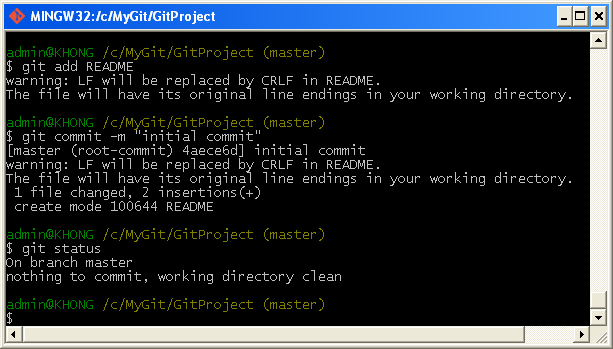 MINGW32:/c/MyGit/GitProject
admin@KHONG /c/MyGit/GitProject (master)
$ git add README
warning: LF will be replaced by CRLF in README.
The file will have its original line endings in your working directory.
admin@KHONG /c/MyGit/GitProject (master)
$ git commit -m "initial commit"
[master (root-commit) 4aece6d] initial commit
warning: LF will be replaced by CRLF in README.
The file will have its original line endings in your working directory.
 1 file changed, 2 insertions(+)
 create mode 100644 README
admin@KHONG /c/MyGit/GitProject (master)
$ git status
On branch master
nothing to commit, working directory clean
admin@KHONG /c/MyGit/GitProject (master)
$